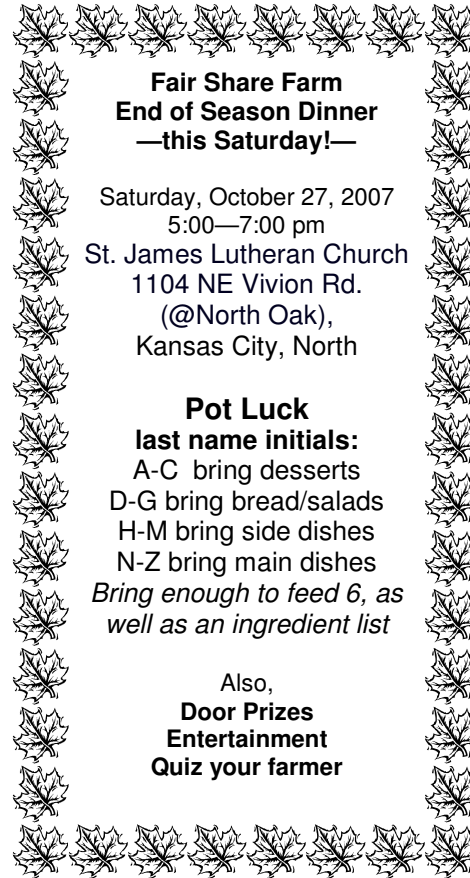 Fair Share Farm
End of Season Dinner
—this Saturday!—
Saturday, October 27, 2007
5:00—7:00 pm
St. James Lutheran Church
1104 NE Vivion Rd.
(@North Oak),
Kansas City, North
Pot Luck
last name initials:
A-C  bring desserts
D-G bring bread/salads
H-M bring side dishes
N-Z bring main dishes
Bring enough to feed 6, as
well as an ingredient list
Also,
Door Prizes
Entertainment
Quiz your farmer